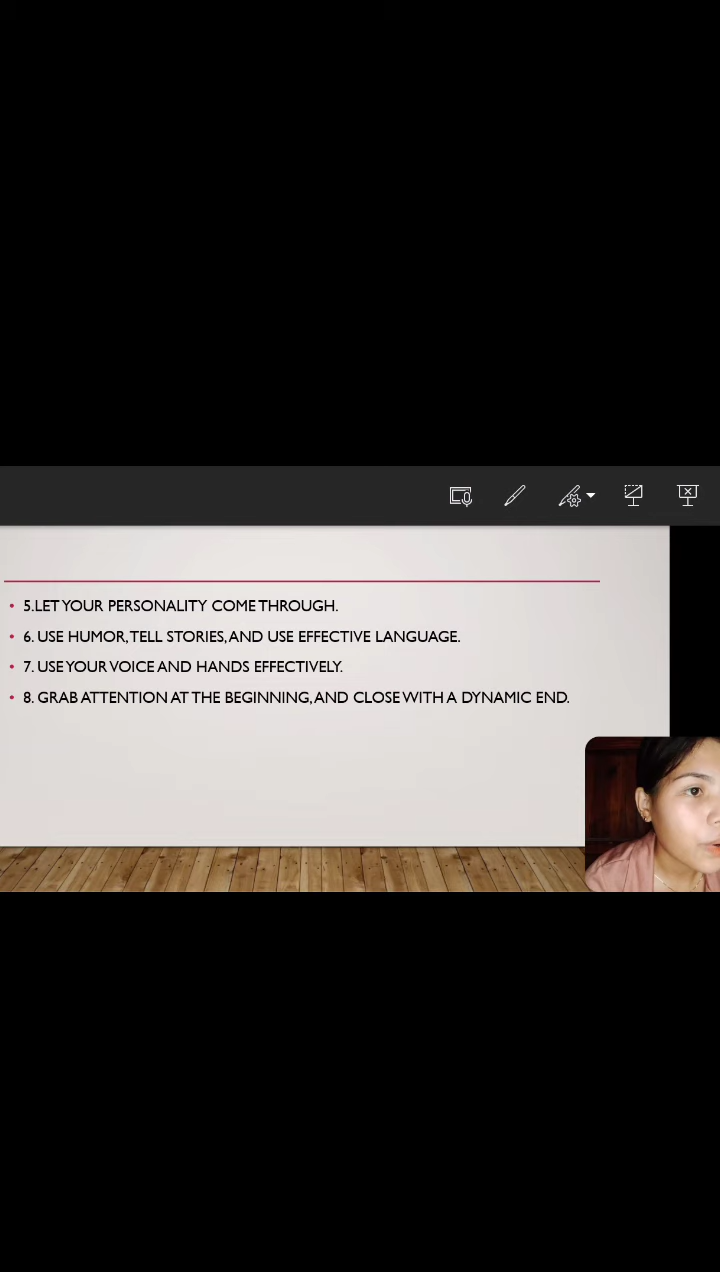 • 5.LET YOUR PERSONALITY COME THROUGH.
• 6. USE HUMOR, TELL STORIES, AND USE EFFECTIVE LANGUAGE.
• 7. USE YOUR VOICE AND HANDS EFFECTIVELY.
• 8. GRAB ATTENTION AT THE BEGINNING, AND CLOSE WITH A DYNAMIC END.